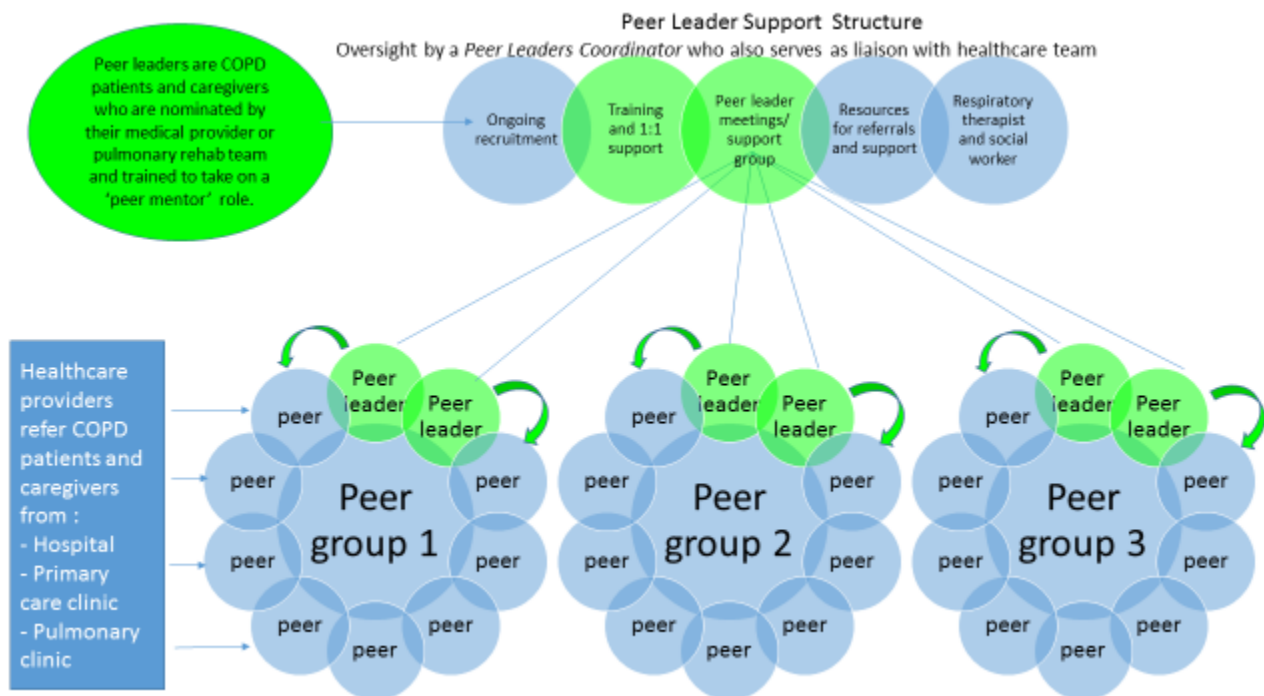 Peer Leader Support Structure
Oversight by a Peer Leaders Coordinator who also serves as liaison with healthcare team
Peer leaders are COPD
patients and caregivers
who are nominated by
their medical provider or
pulmonary rehab team
and trained to take on a
‘peer mentor’ role.
Ongoing
recruitment
Training
and 1:1
support
Peer leader
meetings/
support
group
Resources
for referrals
and support
Respiratory
therapist
and social
worker
Healthcare
providers
refer COPD
patients and
caregivers
from :
- Hospital
- Primary
care clinic
- Pulmonary
clinic
Peer
leader
Peer
leader
peer
peer
peer
peer
peer
peer
peer
peer
Peer
group 1
Peer
leader
Peer
leader
peer
peer
peer
peer
peer
peer
peer
peer
Peer
group 2
Peer
leader
Peer
leader
peer
peer
peer
peer
peer
peer
peer
peer
Peer
group 3